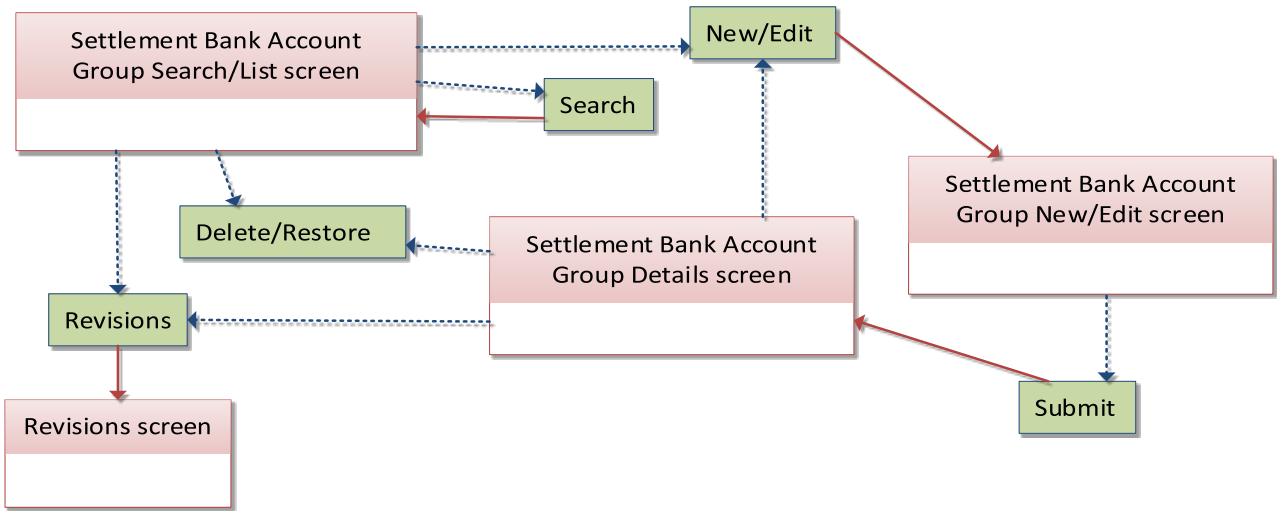 Settlement Bank Account
Group Search/List screen
New/Edit
Search
Settlement Bank Account
Group New/Edit screen
Delete/Restore
Settlement Bank Account
Group Details screen
Revisions
Submit
Revisions screen